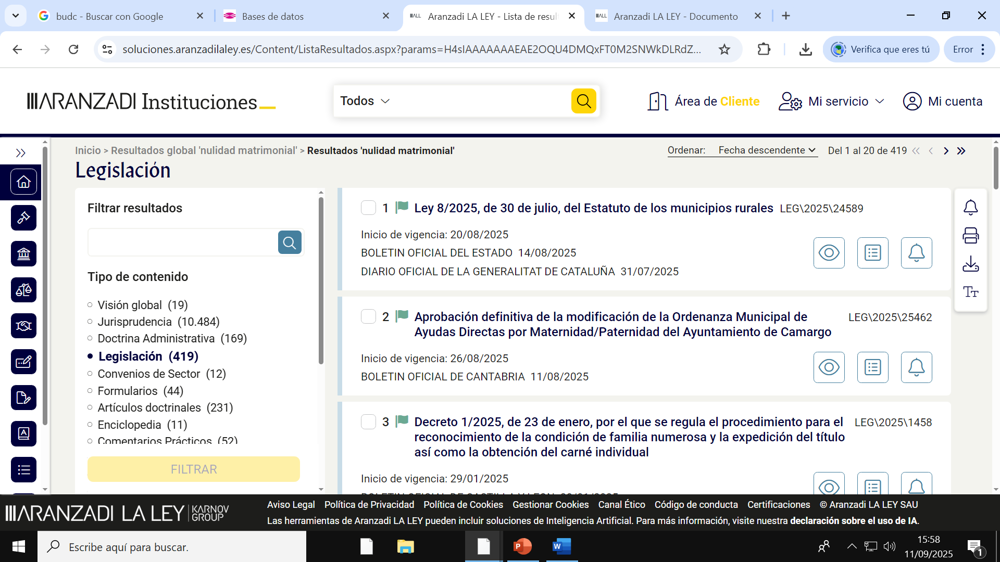 budc - Buscar con Google
Bases de datos
Aranzadi LA LEY - Lista de resul
Aranzadi LA LEY - Documento
soluciones.aranzadilaley.es/Content/ListaResultados.aspx?params=H4sIAAAAAAAEAE2OQU4DMQxFT0M2SNWkDLRdZ...
Verifica que eres tú
Error
ARANZADI Instituciones
Todos
Área de Cliente
Mi servicio
Mi cuenta
Inicio > Resultados global 'nulidad matrimonial' > Resultados 'nulidad matrimonial'
Ordenar: Fecha descendente
Del 1 al 20 de 419
Legislación
Filtrar resultados
Tipo de contenido
Visión global (19)
Jurisprudencia (10.484)
Doctrina Administrativa (169)
Legislación (419)
Convenios de Sector (12)
Formularios (44)
Artículos doctrinales (231)
Enciclopedia (11)
Comentarios Prácticos (52)
FILTRAR
1 Ley 8/2025, de 30 de julio, del Estatuto de los municipios rurales LEG\2025\24589
Inicio de vigencia: 20/08/2025
BOLETIN OFICIAL DEL ESTADO 14/08/2025
DIARIO OFICIAL DE LA GENERALITAT DE CATALUÑA 31/07/2025
2 Aprobación definitiva de la modificación de la Ordenanza Municipal de LEG\2025\25462
Ayudas Directas por Maternidad/Paternidad del Ayuntamiento de Camargo
Inicio de vigencia: 26/08/2025
BOLETIN OFICIAL DE CANTABRIA 11/08/2025
3 Decreto 1/2025, de 23 de enero, por el que se regula el procedimiento para el LEG\2025\1458
reconocimiento de la condición de familia numerosa y la expedición del título
así como la obtención del carné individual
Inicio de vigencia: 29/01/2025
Tт
ARANZADI LA LEY KARNOV GROUP
Aviso Legal Política de Privacidad Política de Cookies Gestionar Cookies Canal Ético Código de conducta Certificaciones © Aranzadi LA LEY SAU
Las herramientas de Aranzadi LA LEY pueden incluir soluciones de Inteligencia Artificial. Para más información, visite nuestra declaración sobre el uso de IA.
Escribe aquí para buscar.
15:58
11/09/2025
1